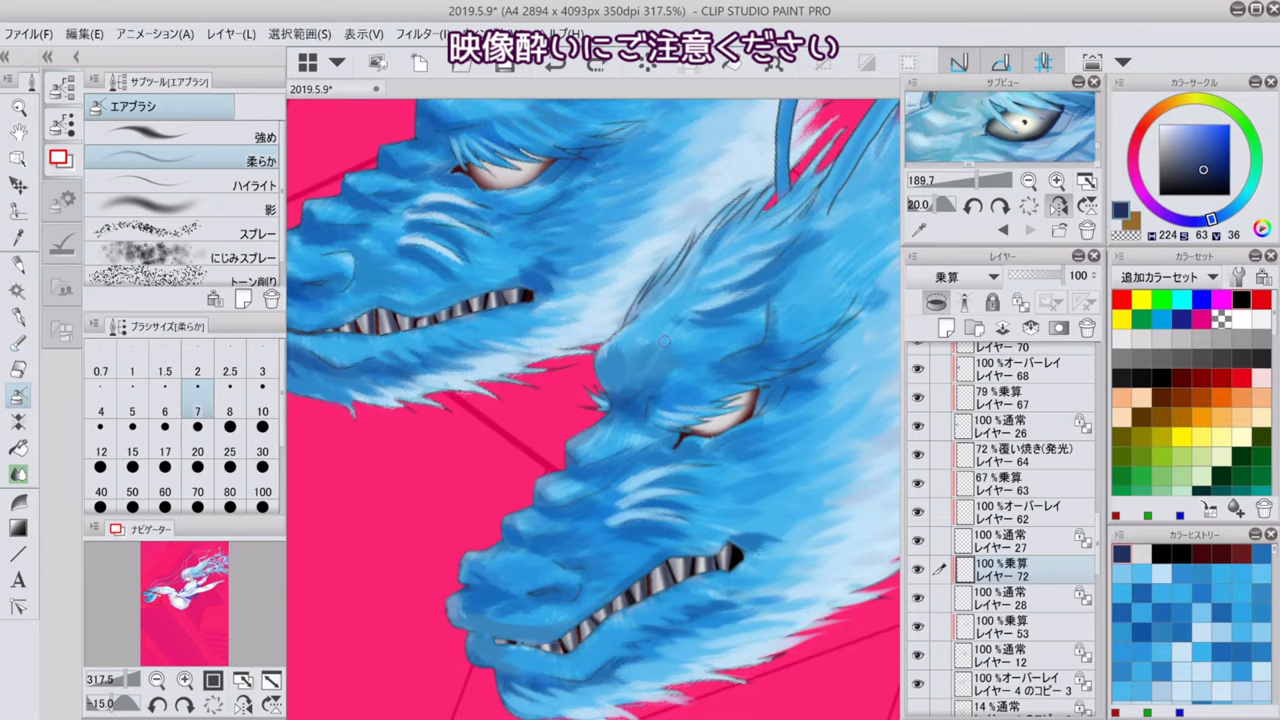 2019.5.9* (A4 2894 x 4093px 350dpi 317.5%) - CLIP STUDIO PAINT PRO
ファイル(F) 編集(E) アニメーション(A) レイヤー(L) 選択範囲(S) 表示(V) フィルター(I
映像酔いにご注意ください
サブツール[エアブラシ]
エアブラシ
強め
柔らか
ハイライト
影
スプレー
にじみスプレー
トーン削り
ブラシサイズ[柔らか]
0.7 1 1.5 2 2.5 3
4 5 6 7 8 10
12 15 17 20 25 30
40 50 60 70 80 100
ナビゲーター
317.5
-15.0
2019.5.9*
サブビュー
189.7
20.0
レイヤー
乗算 100
レイヤー 70
100 %オーバーレイ
レイヤー 68
79 %乗算
レイヤー 67
100 %通常
レイヤー 26
72 %覆い焼き(発光)
レイヤー 64
67 %乗算
レイヤー 63
100 %オーバーレイ
レイヤー 62
100 %通常
レイヤー 27
100 %乗算
レイヤー 72
100 %通常
レイヤー 28
100 %乗算
レイヤー 53
100 %通常
レイヤー 12
100 %オーバーレイ
レイヤー 4 のコピー 3
14 %通常
カラーサークル
H 224 S 63 V 36
カラーセット
追加カラーセット
カラーヒストリー